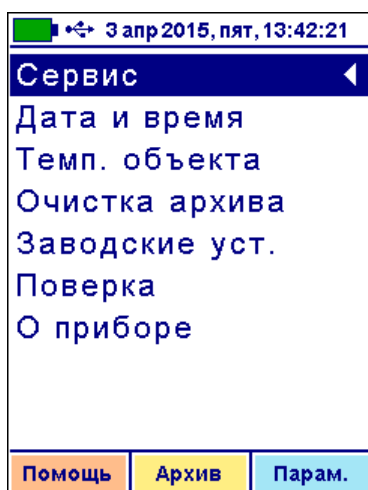 3 апр 2015, пят, 13:42:21
Сервис
Дата и время
Темп. объекта
Очистка архива
Заводские уст.
Поверка
О приборе
Помощь Архив Парам.